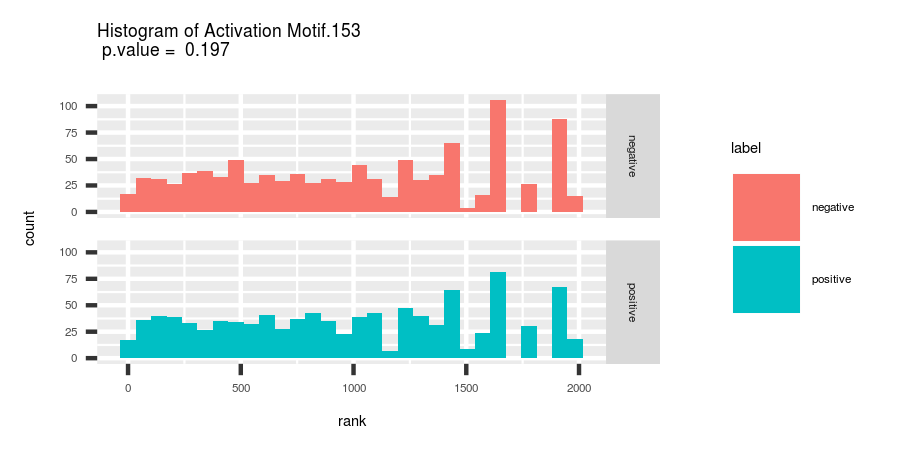 Histogram of Activation Motif.153
p.value = 0.197
count
100
75
50
25
0
negative
100
75
50
25
0
positive
0 500 1000 1500 2000
rank
label
negative
positive